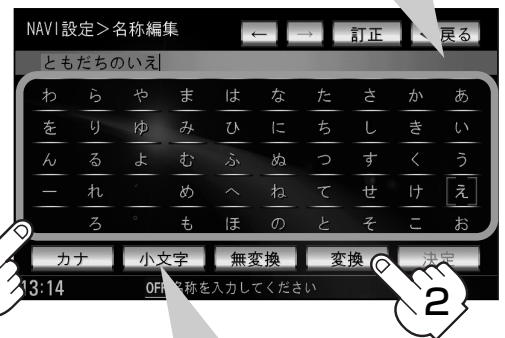 NAVI設定＞名称編集 ← → 訂正 戻る
ともだちのいえ
わ ら や ま は な た さ か あ
を り ゆ み ひ に ち し き い
ん る よ む ふ ぬ つ す く う
ー れ ゛ め へ ね て せ け え
ろ ゜ も ほ の と そ こ お
カナ 小文字 無変換 変換 決定
13:14 OFF 名称を入力してください
2